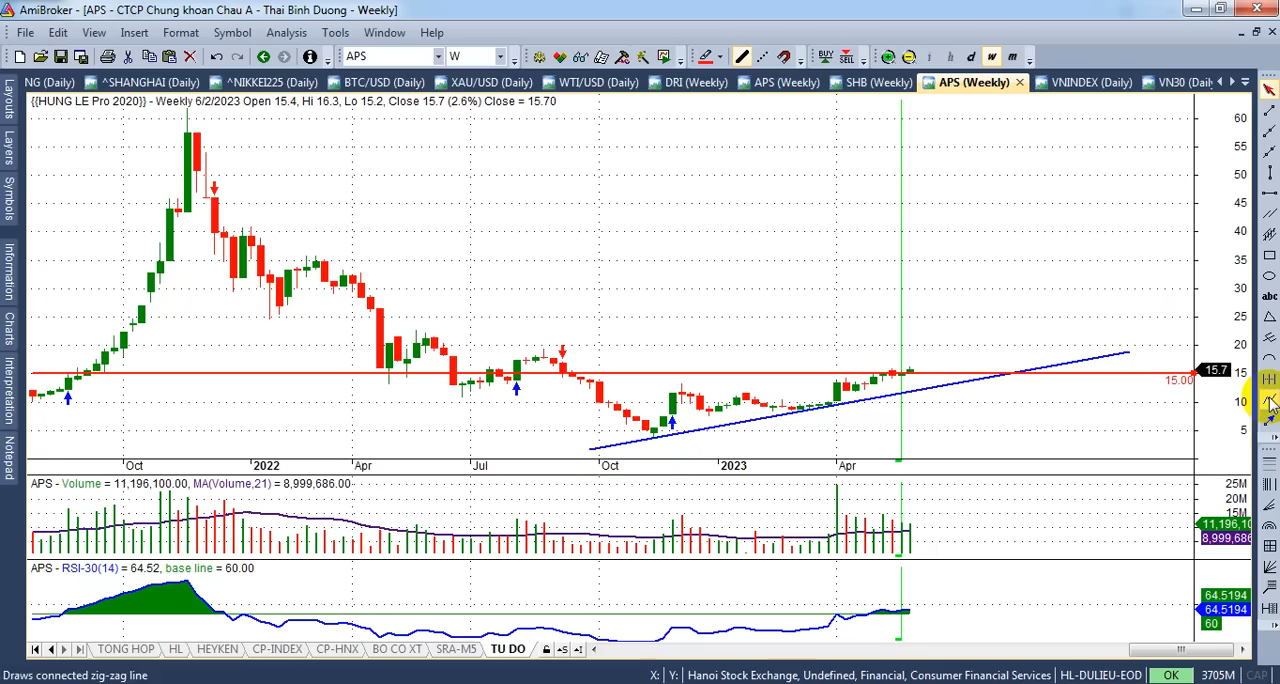 AmiBroker - [APS - CTCP Chung khoan Chau A - Thai Binh Duong - Weekly]
File Edit View Insert Format Symbol Analysis Tools Window Help
APS W BUY SELL i h d w m
NG (Daily) ^SHANGHAI (Daily) ^NIKKEI225 (Daily) BTC/USD (Daily) XAU/USD (Daily) WTI/USD (Daily) DRI (Weekly) APS (Weekly) SHB (Weekly) APS (Weekly) VNINDEX (Daily) VN30 (Daily
{{HUNG LE Pro 2020}} - Weekly 6/2/2023 Open 15.4, Hi 16.3, Lo 15.2, Close 15.7 (2.6%) Close = 15.70
Layouts
Layers
Symbols
Information
Charts
Interpretation
Notepad
60
55
50
45
40
35
30
25
20
15
15.7
15.00
10
5
abc
Oct 2022 Apr Jul Oct 2023 Apr
APS - Volume = 11,196,100.00, MA(Volume,21) = 8,999,686.00
25M
20M
15M
11,196,10
8,999,686
APS - RSI-30(14) = 64.52, base line = 60.00
64.5194
64.5194
60
TONG HOP HL HEYKEN CP-INDEX CP-HNX BO CO XT SRA-M5 TU DO
Draws connected zig-zag line X: Y: Hanoi Stock Exchange, Undefined, Financial, Consumer Financial Services HL-DULIEU-EOD OK 3705M CAP